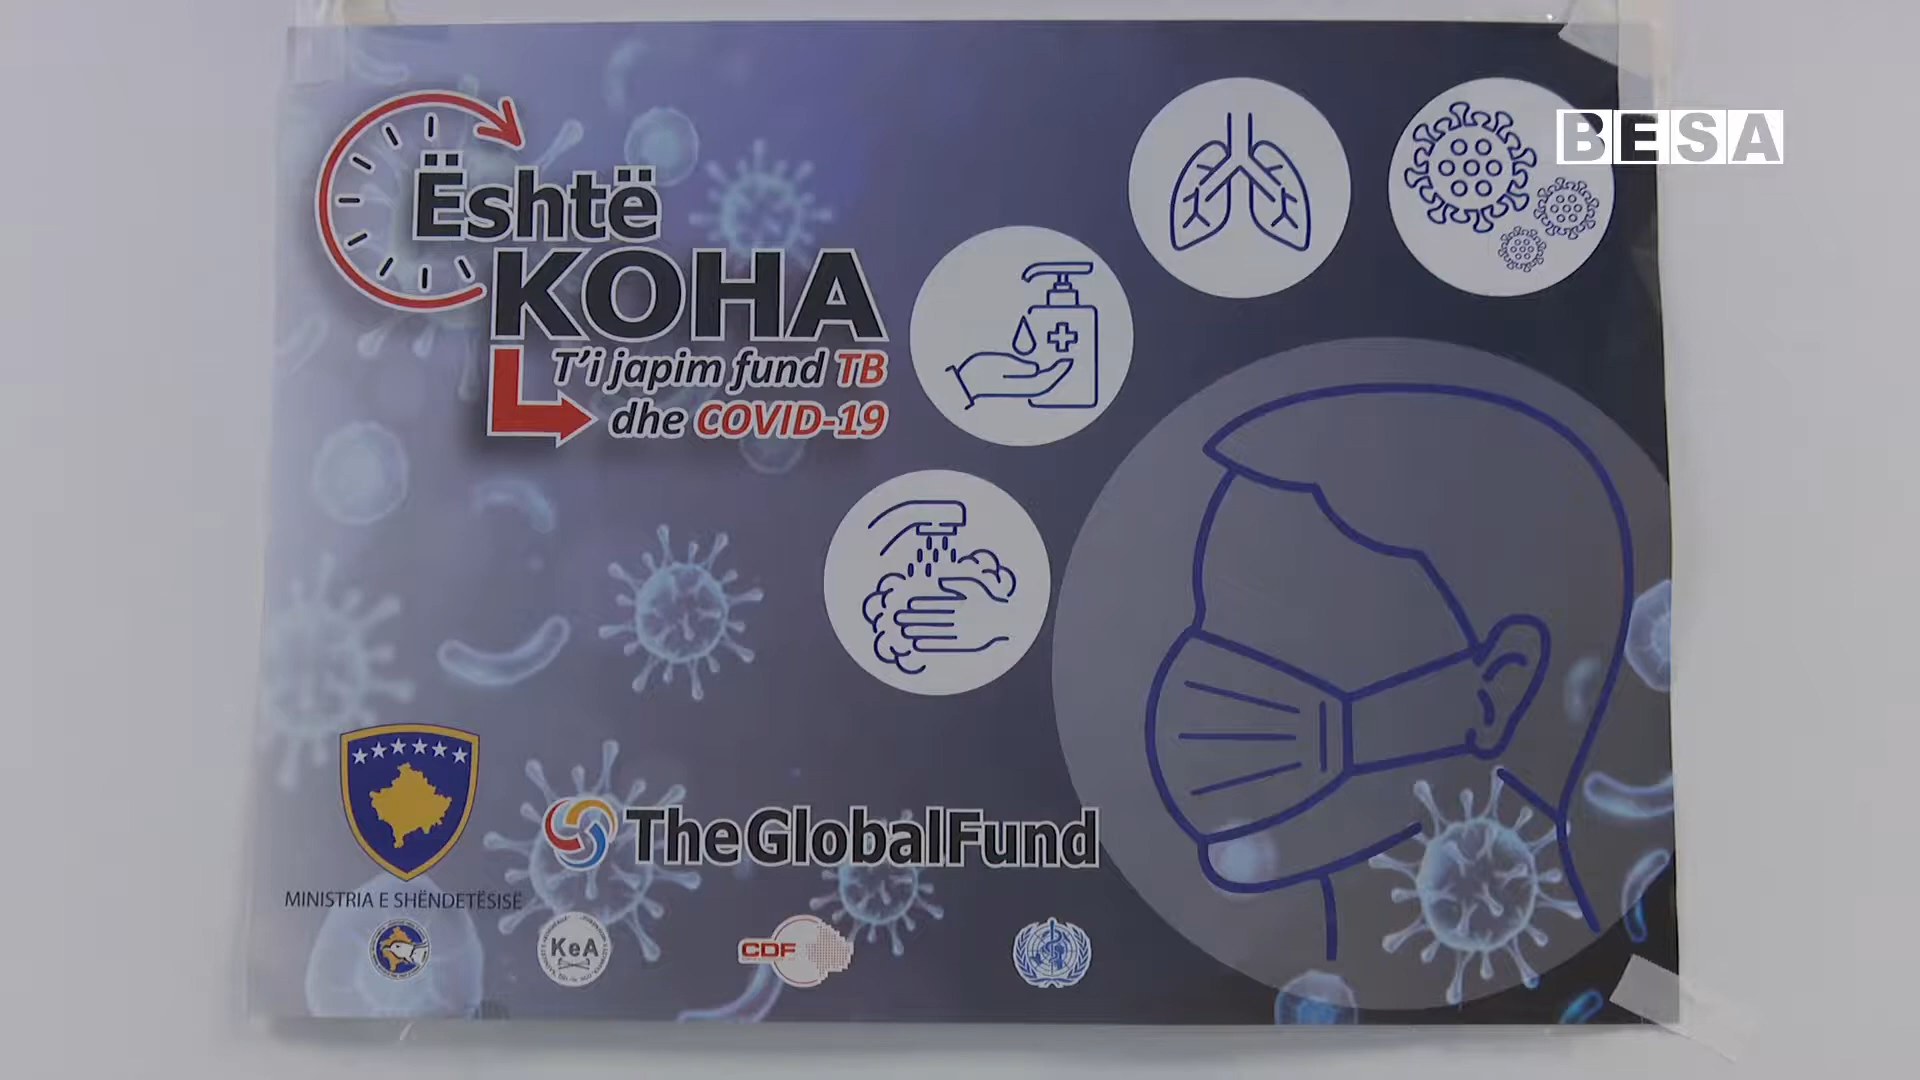 BESA
Është
KOHA
T'i japim fund TB
dhe COVID-19
TheGlobalFund
MINISTRIA E SHËNDETËSISË
KeA
CDF